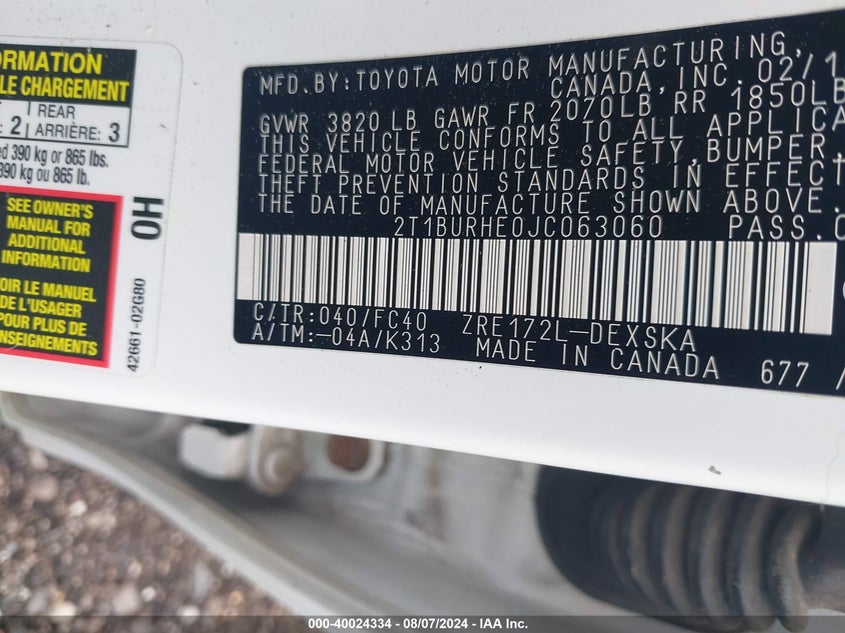 ORMATION
LE CHARGEMENT
REAR
2 ARRIÈRE: 3
ed 390 kg or 865 lbs.
390 kg ou 865 lb.
SEE OWNER'S
MANUAL FOR
ADDITIONAL
INFORMATION
OIR LE MANUEL
DE L'USAGER
POUR PLUS DE
NSEIGNEMENTS
0H
42661-02G80
MFD.BY:TOYOTA MOTOR MANUFACTURING,
CANADA,INC. 02/1
GVWR 3820 LB GAWR FR 2070LB RR 1850LB
THIS VEHICLE CONFORMS TO ALL APPLICA
FEDERAL MOTOR VEHICLE SAFETY,BUMPER,
THEFT PREVENTION STANDARDS IN EFFECT
THE DATE OF MANUFACTURE SHOWN ABOVE.
2T1BURHE0JC063060 PASS.C
C/TR:040/FC40 ZRE172L-DEXSKA
A/TM:-04A/K313 MADE IN CANADA 677 /
000-40024334 - 08/07/2024 - IAA Inc.